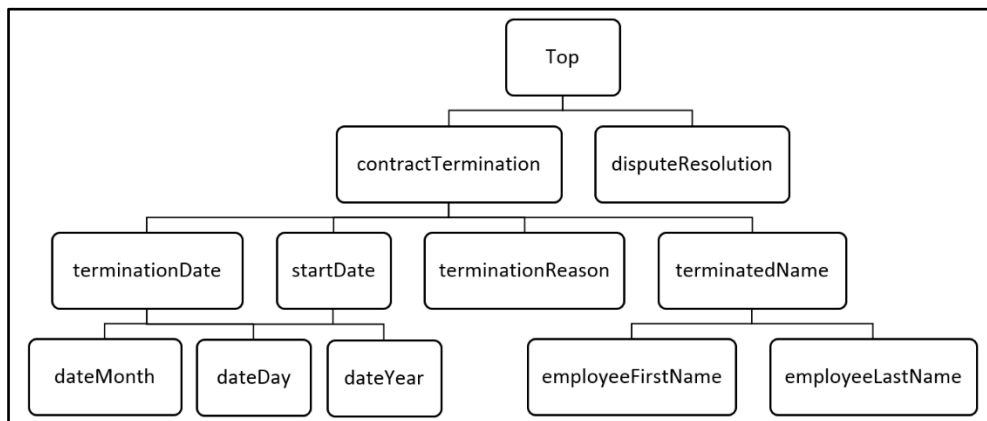 Top
contractTermination
disputeResolution
terminationDate
startDate
terminationReason
terminatedName
dateMonth
dateDay
dateYear
employeeFirstName
employeeLastName